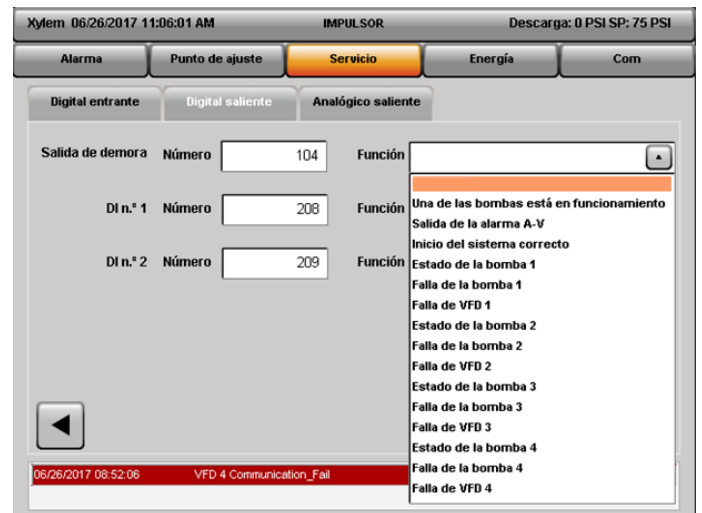 Xylem 06/26/2017 11:06:01 AM IMPULSOR Descarga: 0 PSI SP: 75 PSI
Alarma Punto de ajuste Servicio Energía Com
Digital entrante Digital saliente Analógico saliente
Salida de demora Número 104 Función
DI n.° 1 Número 208 Función
DI n.° 2 Número 209 Función
Una de las bombas está en funcionamiento
Salida de la alarma A-V
Inicio del sistema correcto
Estado de la bomba 1
Falla de la bomba 1
Falla de VFD 1
Estado de la bomba 2
Falla de la bomba 2
Falla de VFD 2
Estado de la bomba 3
Falla de la bomba 3
Falla de VFD 3
Estado de la bomba 4
Falla de la bomba 4
Falla de VFD 4
06/26/2017 08:52:06 VFD 4 Communication_Fail